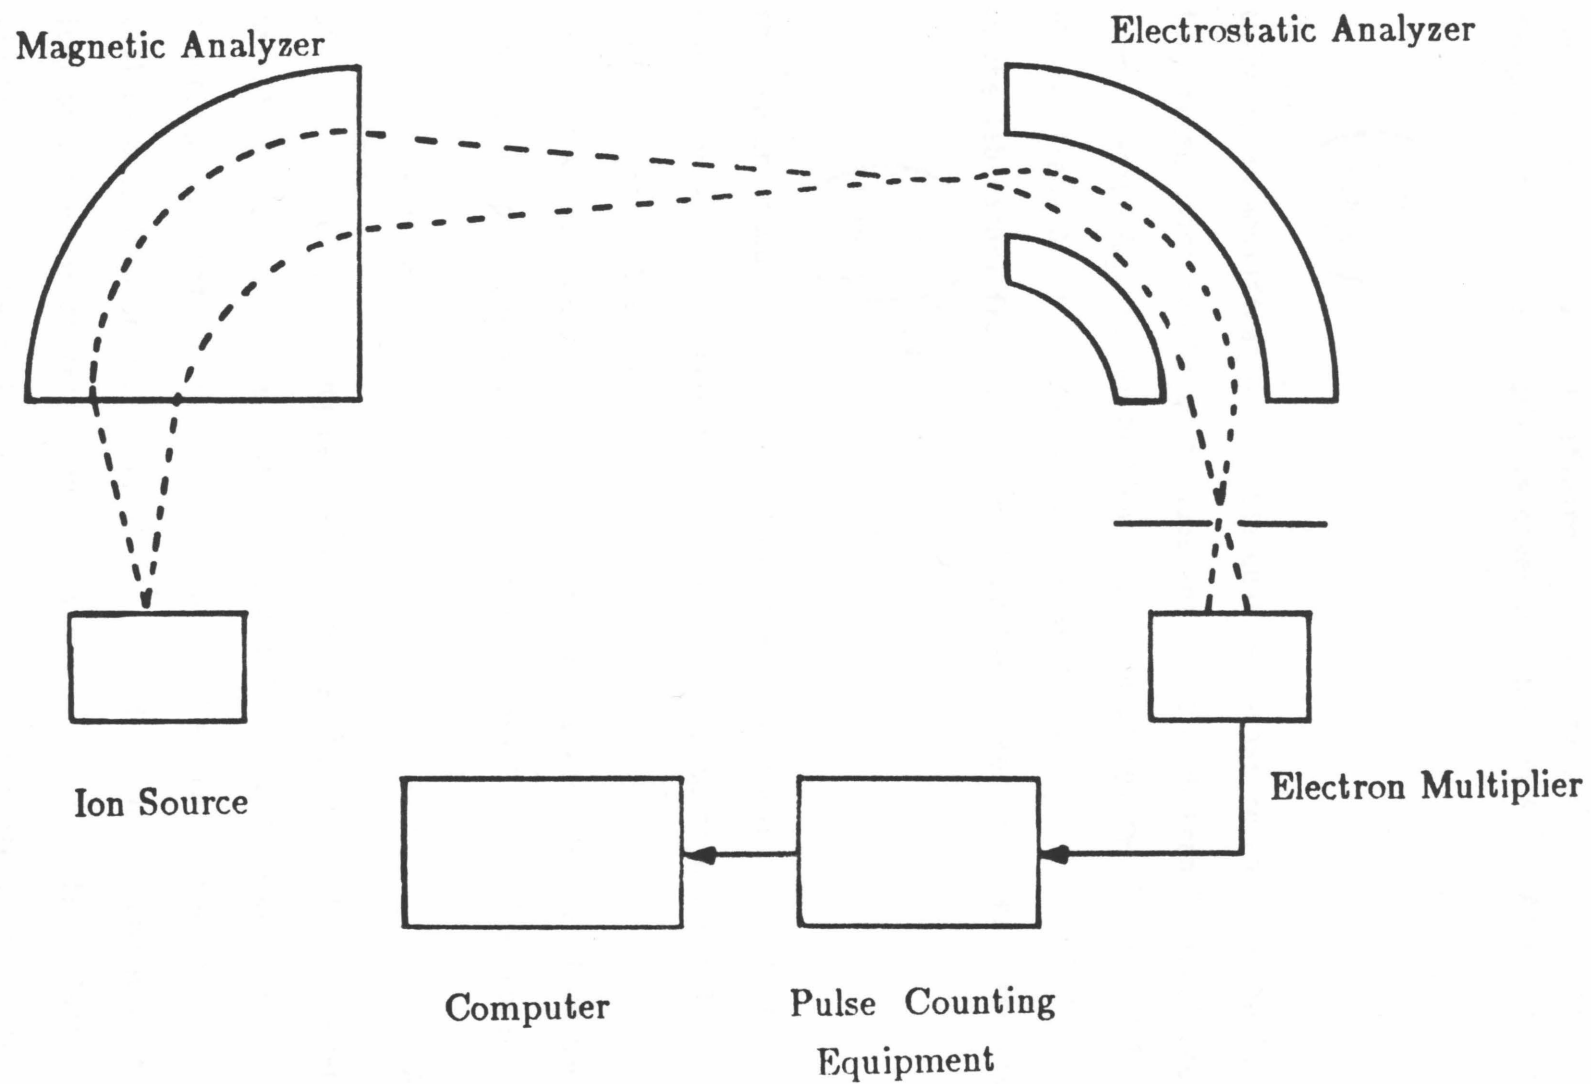 Magnetic Analyzer
Electrostatic Analyzer
Ion Source
Electron Multiplier
Computer
Pulse Counting
Equipment